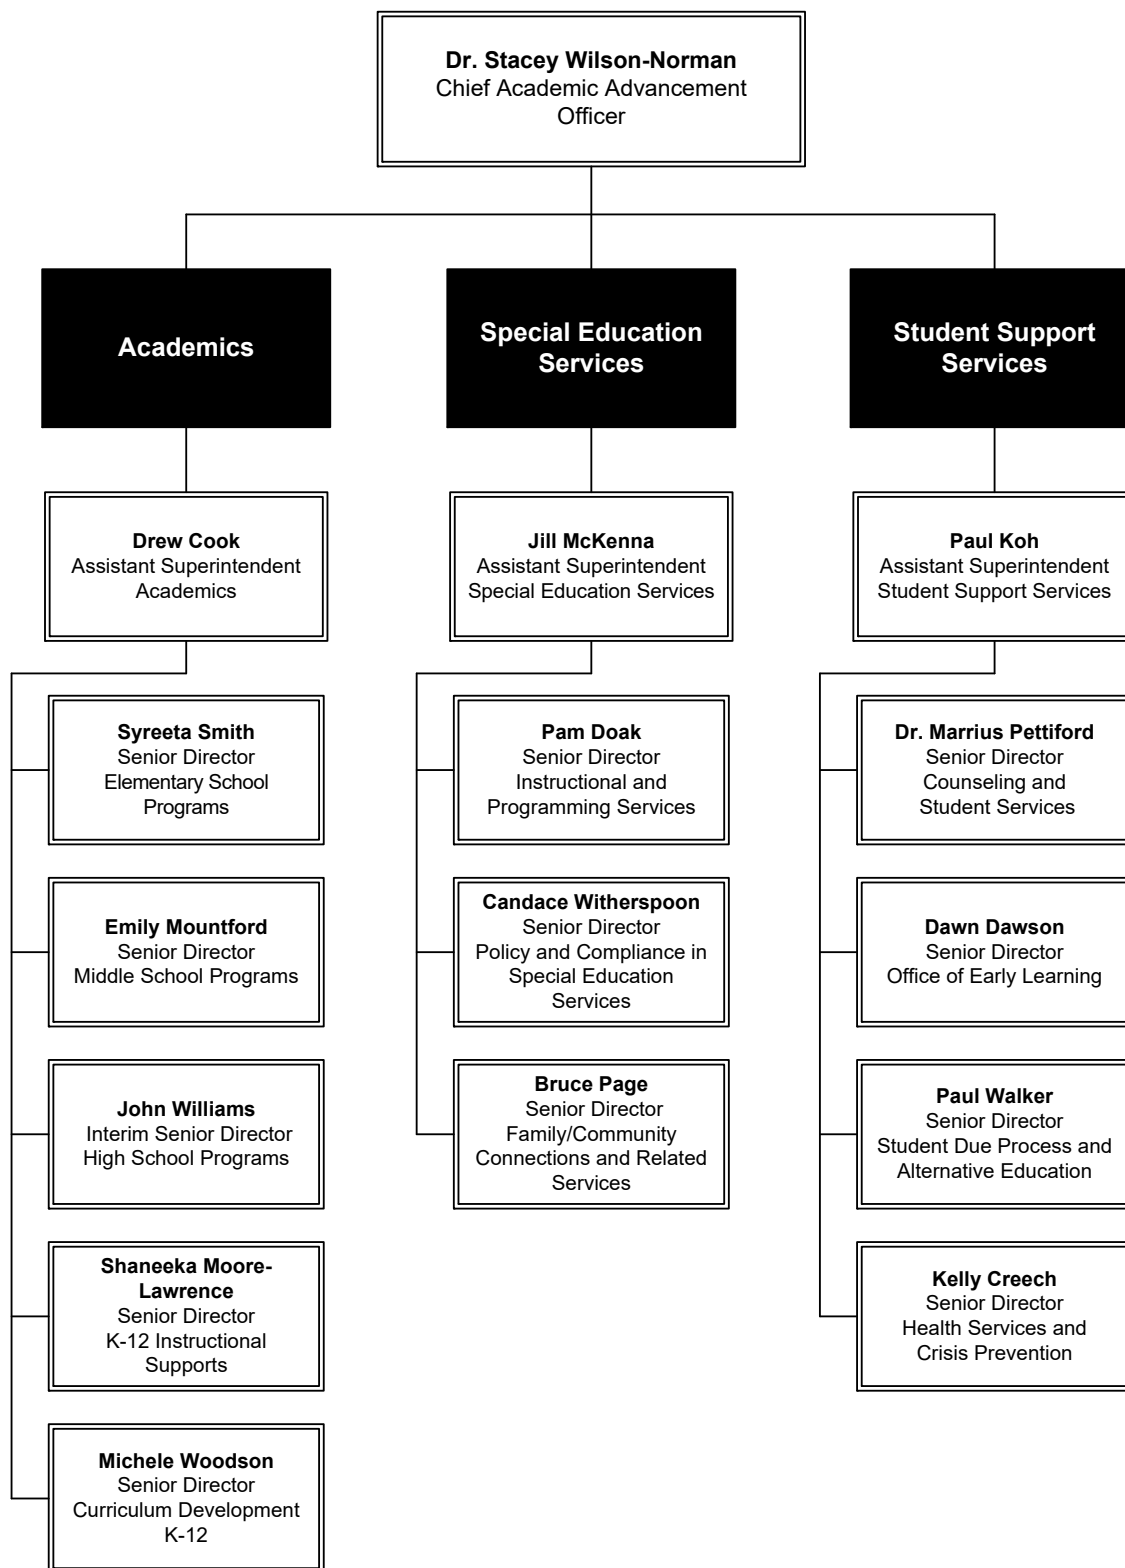 Dr. Stacey Wilson-Norman
Chief Academic Advancement
Officer
Academics
Special Education
Services
Student Support
Services
Drew Cook
Assistant Superintendent
Academics
Jill McKenna
Assistant Superintendent
Special Education Services
Paul Koh
Assistant Superintendent
Student Support Services
Syreeta Smith
Senior Director
Elementary School
Programs
Emily Mountford
Senior Director
Middle School Programs
John Williams
Interim Senior Director
High School Programs
Shaneeka Moore-
Lawrence
Senior Director
K-12 Instructional
Supports
Michele Woodson
Senior Director
Curriculum Development
K-12
Pam Doak
Senior Director
Instructional and
Programming Services
Candace Witherspoon
Senior Director
Policy and Compliance in
Special Education
Services
Bruce Page
Senior Director
Family/Community
Connections and Related
Services
Dr. Marrius Pettiford
Senior Director
Counseling and
Student Services
Dawn Dawson
Senior Director
Office of Early Learning
Paul Walker
Senior Director
Student Due Process and
Alternative Education
Kelly Creech
Senior Director
Health Services and
Crisis Prevention